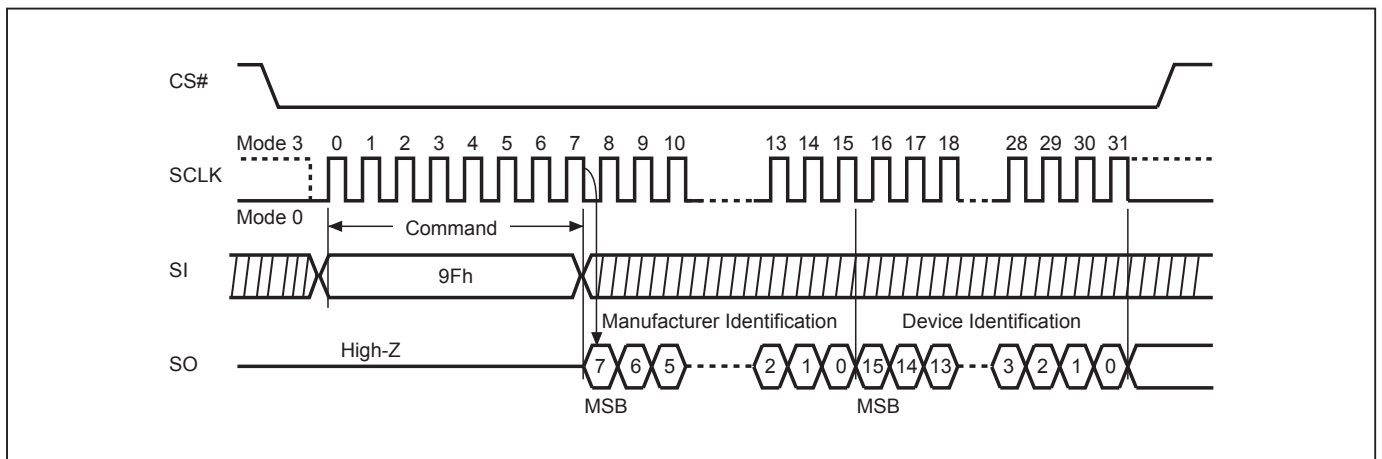 CS#
Mode 3 0 1 2 3 4 5 6 7 8 9 10 13 14 15 16 17 18 28 29 30 31
SCLK
Mode 0
Command
SI
9Fh
Manufacturer Identification Device Identification
High-Z
SO
7 6 5 2 1 0 15 14 13 3 2 1 0
MSB MSB